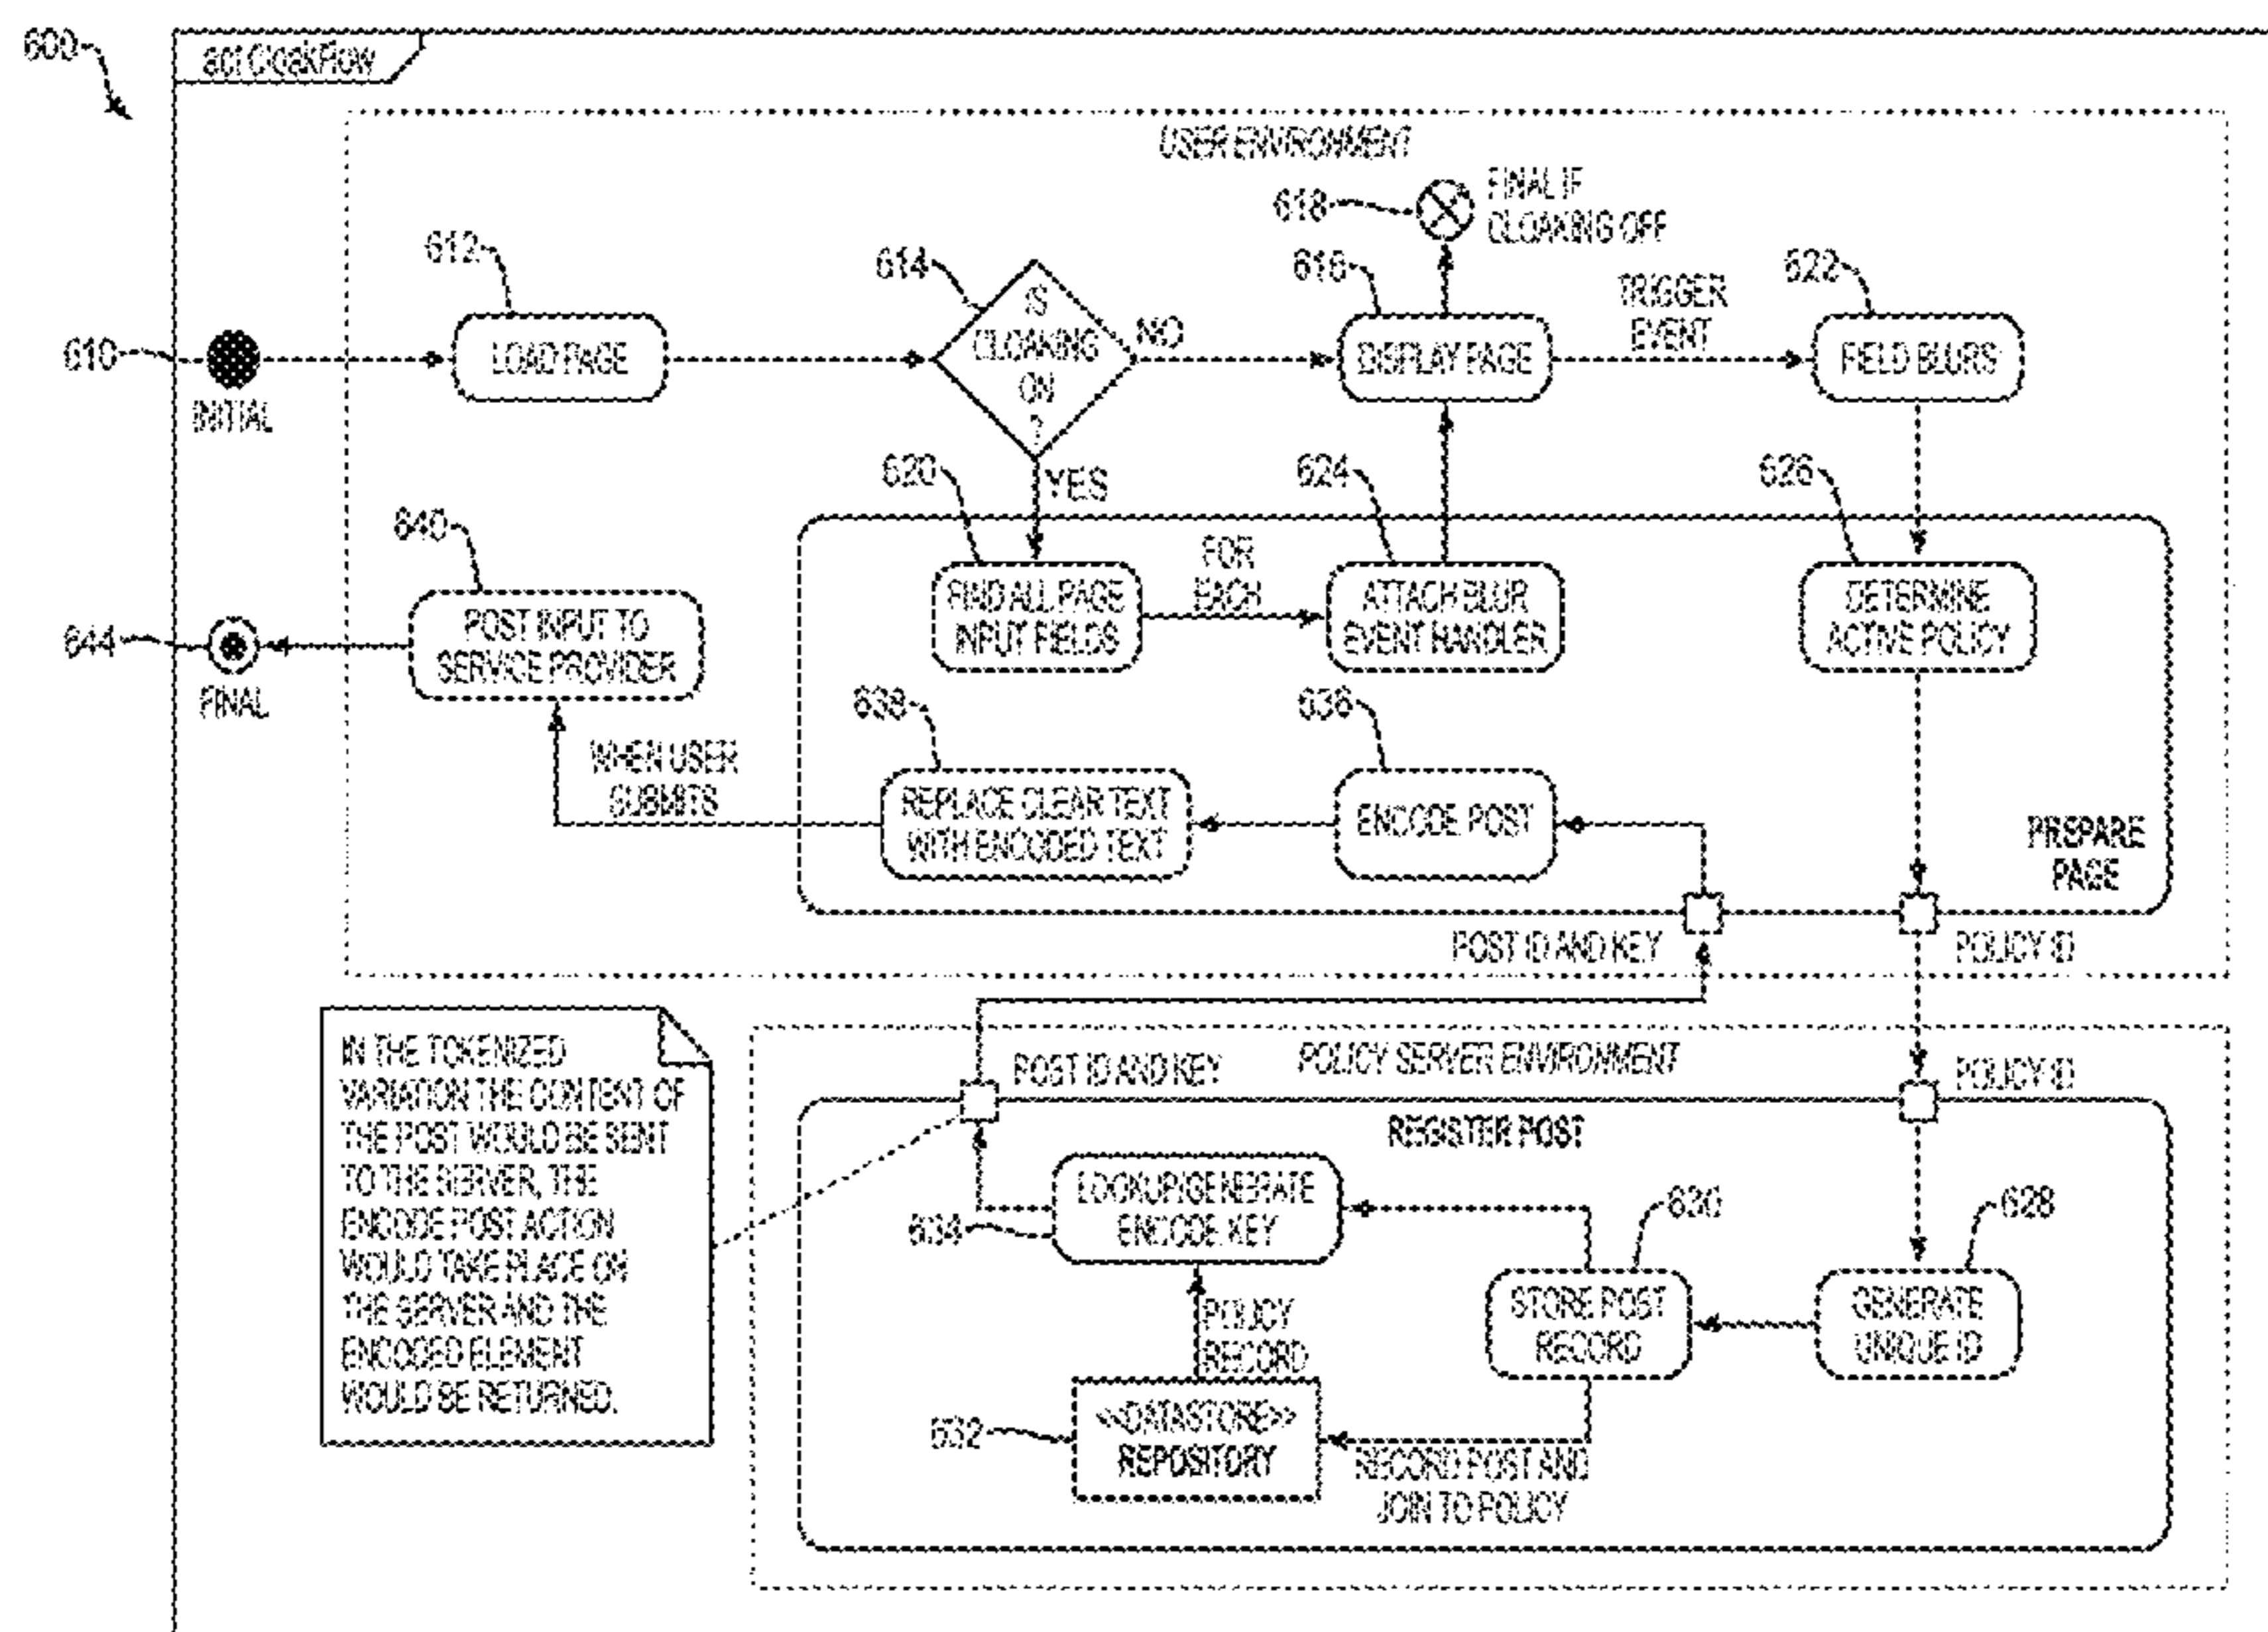 600
act CloakFlow
USER ENVIRONMENT
618
FINAL IF
CLOAKING OFF
612
614
616
TRIGGER
EVENT
622
610
INITIAL
LOAD PAGE
IS
CLOAKING
ON
?
NO
DISPLAY PAGE
FIELD BLURS
YES
620
624
626
640
POST INPUT TO
SERVICE PROVIDER
644
FINAL
FIND ALL PAGE
INPUT FIELDS
FOR
EACH
ATTACH BLUR
EVENT HANDLER
DETERMINE
ACTIVE POLICY
638
636
WHEN USER
SUBMITS
REPLACE CLEAR TEXT
WITH ENCODED TEXT
ENCODE POST
PRSPARE
PAGE
POST ID AND KEY
POLICY ID
IN THE TOKENIZED
VARIATION THE CONTENT OF
THE POST WOULD BE SENT
TO THE SERVER, THE
ENCODE POST ACTION
WOULD TAKE PLACE ON
THE SERVER AND THE
ENCODED ELEMENT
WOULD BE RETURNED.
POST ID AND KEY
POLICY SERVER ENVIRONMENT
POLICY ID
REGISTER POST
LOOKUP/GENERATE
ENCODE KEY
634
630
628
STORE POST
RECORD
GENERATE
UNIQUE ID
POLICY
RECORD
632
<<DATASTORE>>
REPOSITORY
RECORD POST AND
JOIN TO POLICY